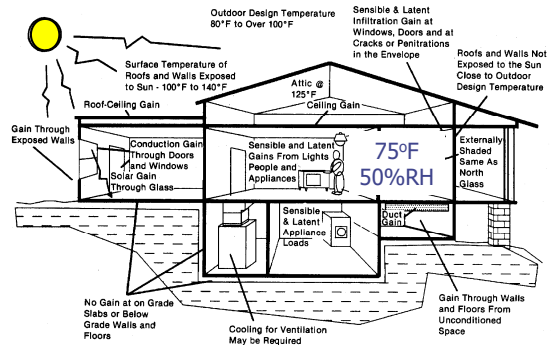 Outdoor Design Temperature
80°F to Over 100°F
Sensible & Latent
Infiltration Gain at
Windows, Doors and at
Cracks or Penitrations
in the Envelope
Surface Temperature of
Roofs and Walls Exposed
to Sun - 100°F to 140°F
Roofs and Walls Not
Exposed to the Sun
Close to Outdoor
Design Temperature
Attic @
125°F
Roof-Ceiling Gain
Ceiling Gain
Gain Through
Exposed Walls
Conduction Gain
Through Doors
and Windows
Solar Gain
Through Glass
Sensible and Latent
Gains From Lights
People and
Appliances
75°F
50%RH
Externally
Shaded
Same As
North
Glass
Sensible
& Latent
Appliance
Loads
Duct
Gain
No Gain at on Grade
Slabs or Below
Grade Walls and
Floors
Cooling for Ventilation
May be Required
Gain Through Walls
and Floors From
Unconditioned
Space